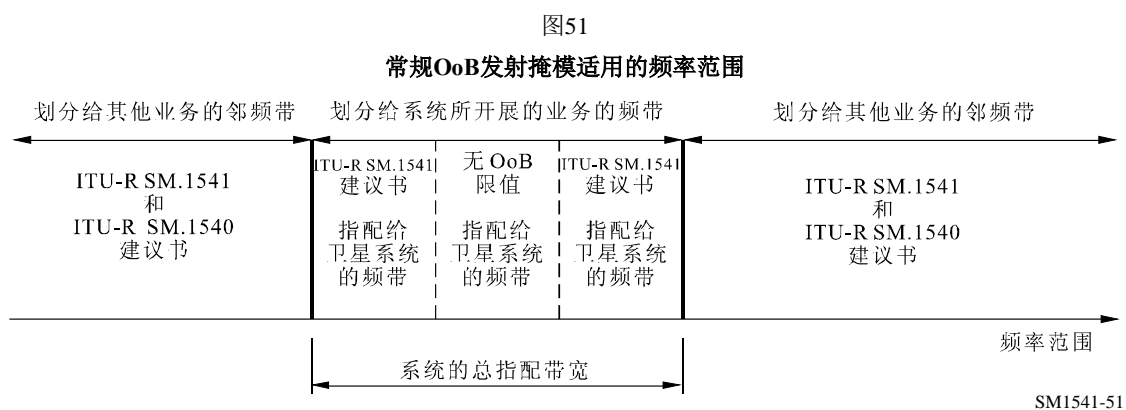 图51
常规OoB发射掩模适用的频率范围
划分给其他业务的邻频带
划分给系统所开展的业务的频带
划分给其他业务的邻频带
ITU-R SM.1541
和
ITU-R SM.1540
建议书
ITU-R SM.1541
建议书
指配给
卫星系统
的频带
无 OoB
限值
指配给
卫星系统
的频带
ITU-R SM.1541
建议书
指配给
卫星系统
的频带
ITU-R SM.1541
和
ITU-R SM.1540
建议书
频率范围
系统的总指配带宽
SM1541-51